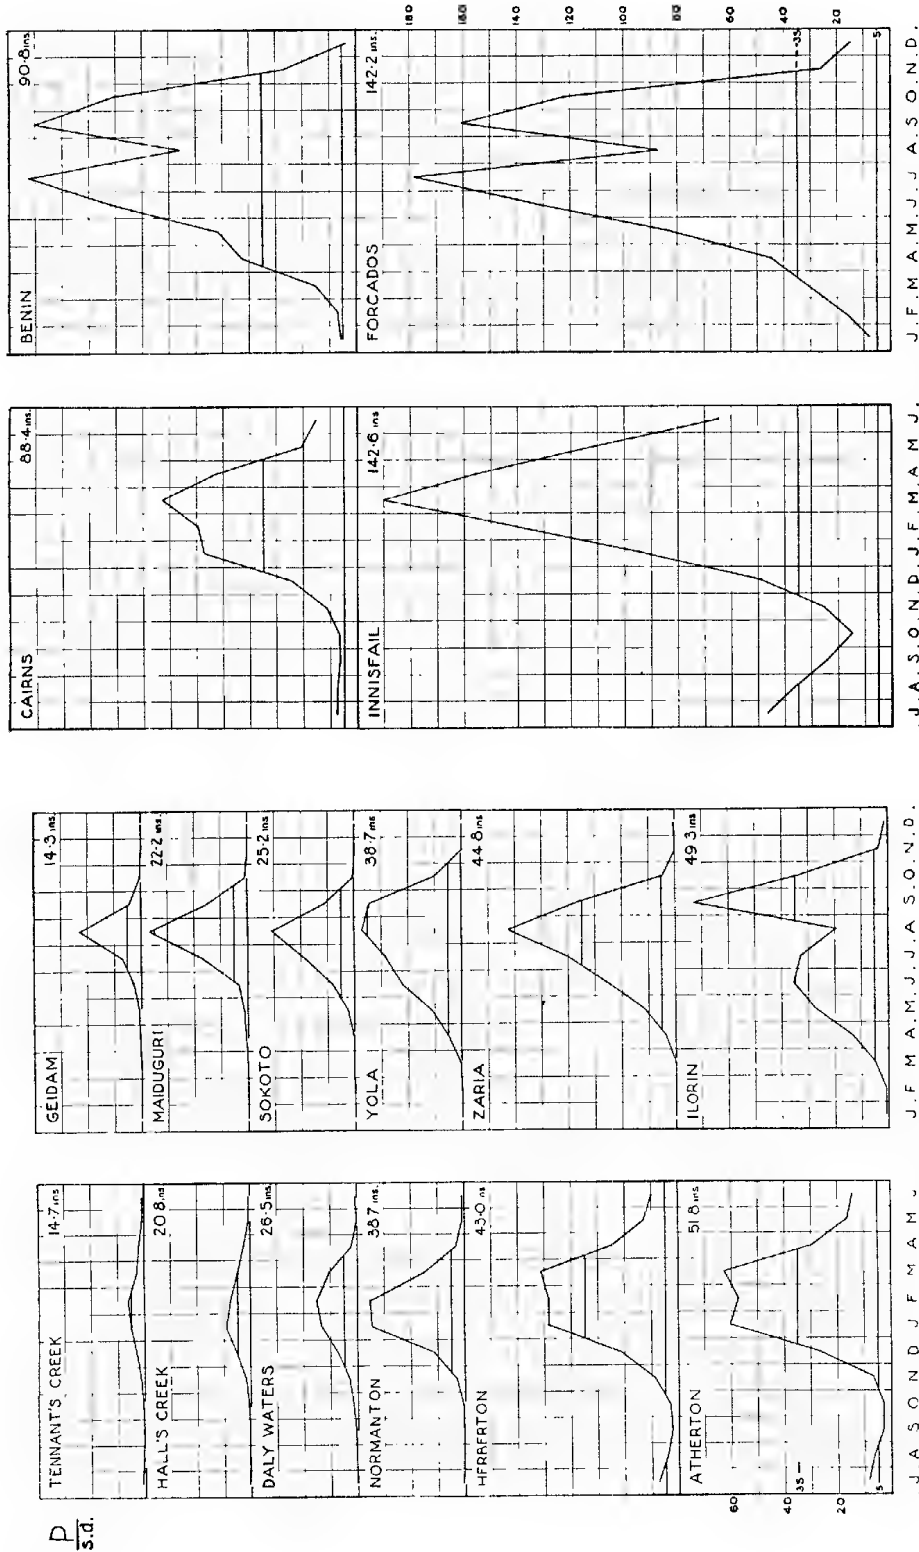 P
s.d.
TENNANT'S CREEK 14·7 ins.
HALL'S CREEK 20·8 ins
DALY WATERS 26·5 ins
NORMANTON 38·7 ins.
HERBERTON 43·0 ins.
ATHERTON 51·8 ins
60
40
35
20
5
J A S O N D J F M A M J
GEIDAM 14·3 ins.
MAIDUGURI 22·2 ins.
SOKOTO 25·2 ins.
YOLA 38·7 ins
ZARIA 44·8 ins
ILORIN 49·3 ins.
J. F. M A. M. J. J A S. O. N. D.
CAIRNS 88·4 ins.
INNISFAIL 142·6 ins
J. A. S. O. N. D. J. F. M. A M J.
BENIN 90·8 ins.
FORCADOS 142·2 ins.
180
160
140
120
100
80
60
40
35
20
5
J. F. M A. M. J. J. A S O. N. D.